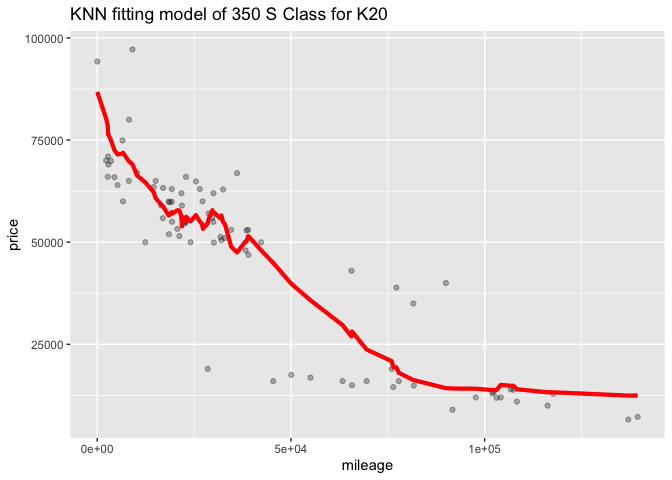 KNN fitting model of 350 S Class for K20
100000
75000
50000
25000
price
0e+00
5e+04
1e+05
mileage